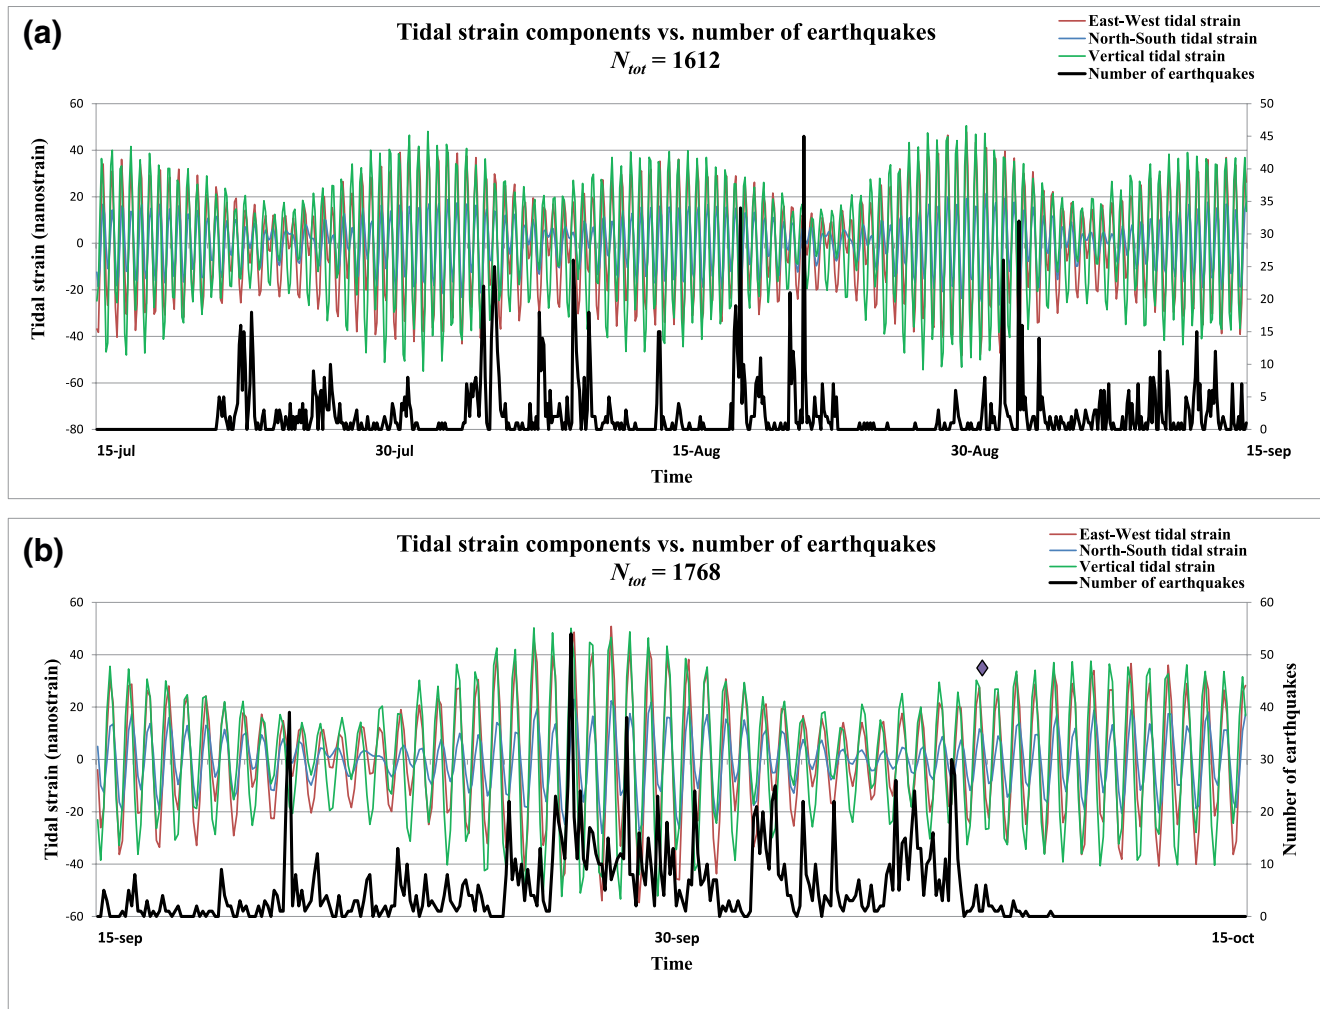 (a)
Tidal strain components vs. number of earthquakes
N_tot = 1612
East-West tidal strain
North-South tidal strain
Vertical tidal strain
Number of earthquakes
Tidal strain (nanostrain)
60
40
20
0
-20
-40
-60
-80
50
45
40
35
30
25
20
15
10
5
0
15-jul
30-jul
15-Aug
30-Aug
15-sep
Time
(b)
Tidal strain components vs. number of earthquakes
N_tot = 1768
East-West tidal strain
North-South tidal strain
Vertical tidal strain
Number of earthquakes
Tidal strain (nanostrain)
60
40
20
0
-20
-40
-60
60
50
40
30
20
10
0
Number of earthquakes
15-sep
30-sep
15-oct
Time